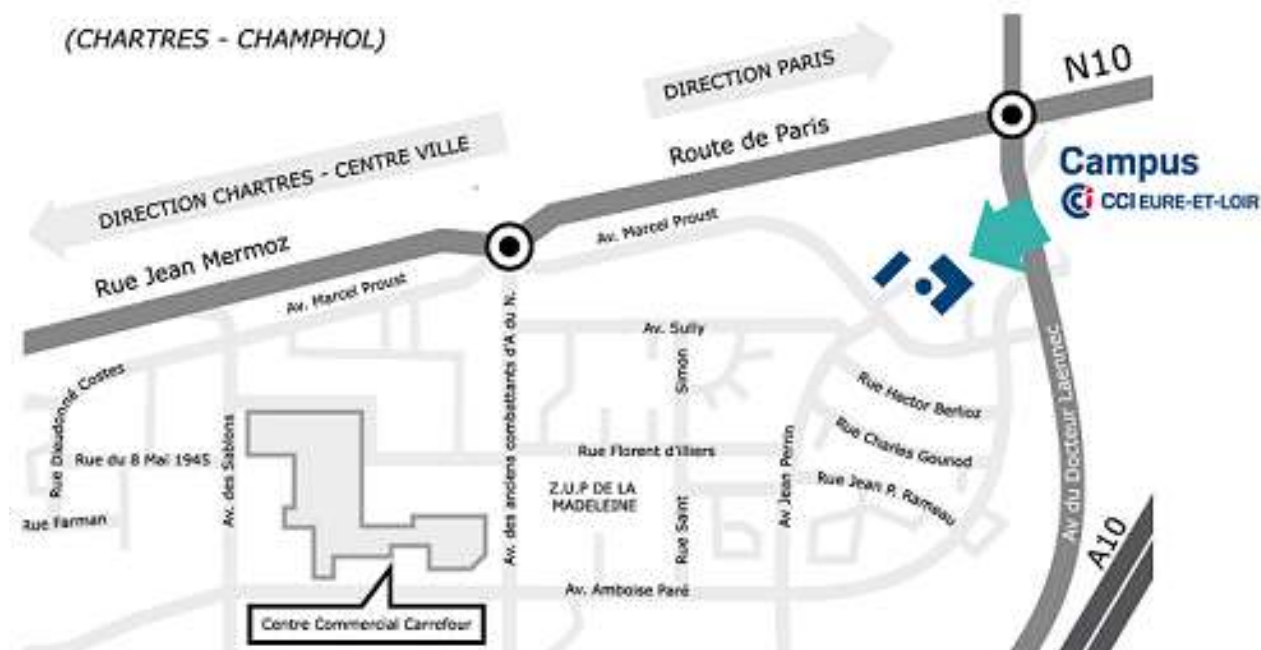 (CHARTRES - CHAMPHOL)
DIRECTION PARIS
N10
Route de Paris
DIRECTION CHARTRES - CENTRE VILLE
Campus
CCI EURE-ET-LOIR
Rue Jean Mermoz
Av. Marcel Proust
Av. Marcel Proust
Av. Sully
Rue Dieudonné Costes
Av. des Sablons
Av. des anciens combattants d'A du N.
Rue Saint Simon
Rue Hector Berlioz
Rue Charles Gounod
Rue Jean P. Rameau
Rue du 8 Mai 1945
Rue Florent d'illiers
Z.U.P DE LA
MADELEINE
Av Jean Perrin
Av du Docteur Laennec
A10
Rue Farman
Av. Amboise Paré
Centre Commercial Carrefour